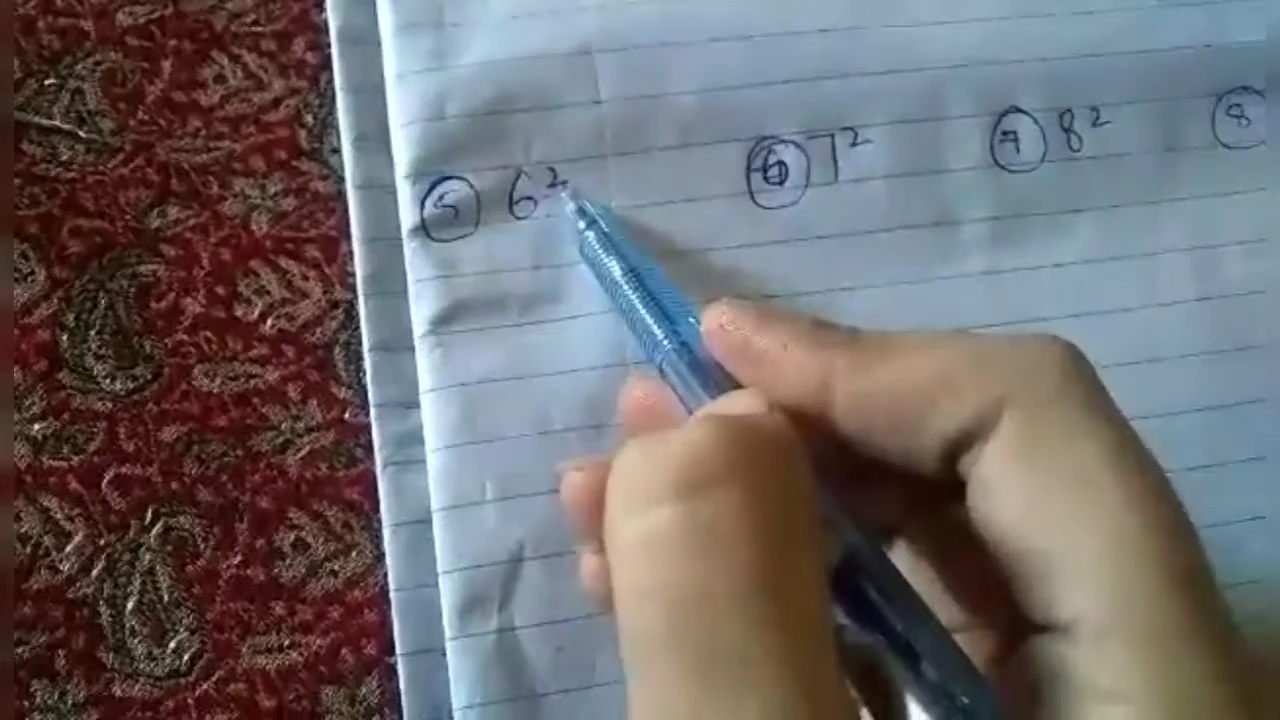 ⑤ 6² ⑥ 7² ⑦ 8² ⑧